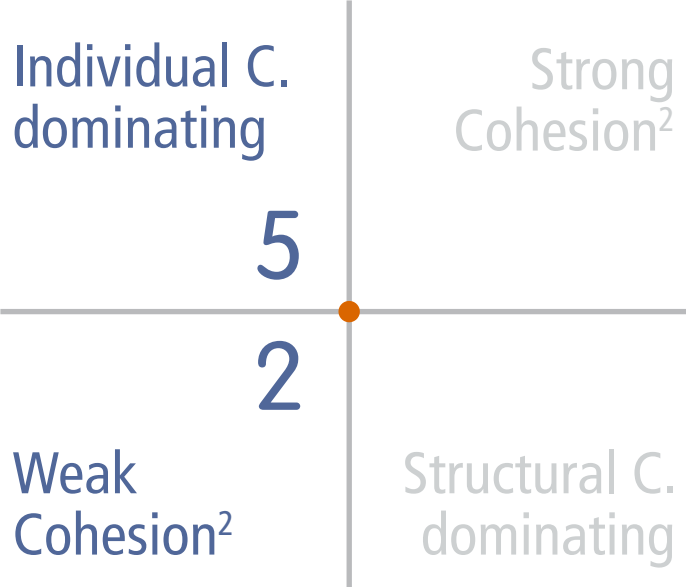 Individual C.
dominating
5
Strong
Cohesion²
2
Weak
Cohesion²
Structural C.
dominating